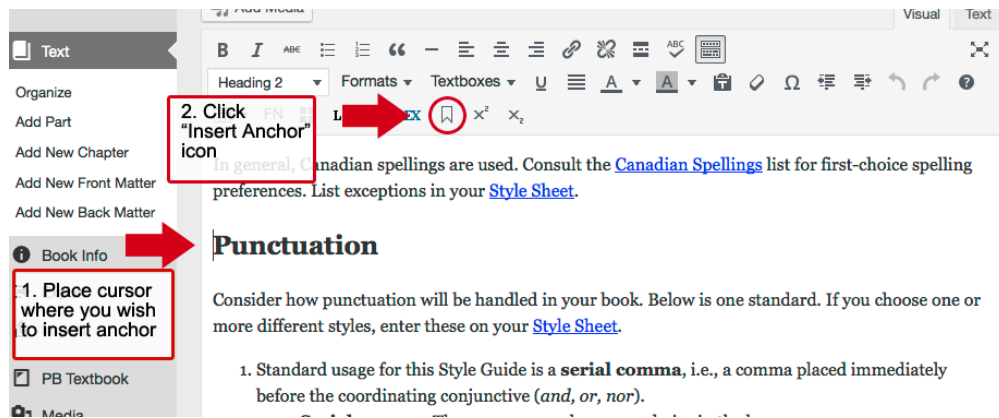 Add Media
Visual Text
Text
B I ABE ABC
Heading 2 Formats Textboxes U A A Ω
FN X² X₂
Organize
Add Part
Add New Chapter
Add New Front Matter
Add New Back Matter
Book Info
PB Textbook
Media
2. Click
“Insert Anchor”
icon
1. Place cursor
where you wish
to insert anchor
In general, Canadian spellings are used. Consult the Canadian Spellings list for first-choice spelling
preferences. List exceptions in your Style Sheet.
Punctuation
Consider how punctuation will be handled in your book. Below is one standard. If you choose one or
more different styles, enter these on your Style Sheet.
1. Standard usage for this Style Guide is a serial comma, i.e., a comma placed immediately
before the coordinating conjunctive (and, or, nor).